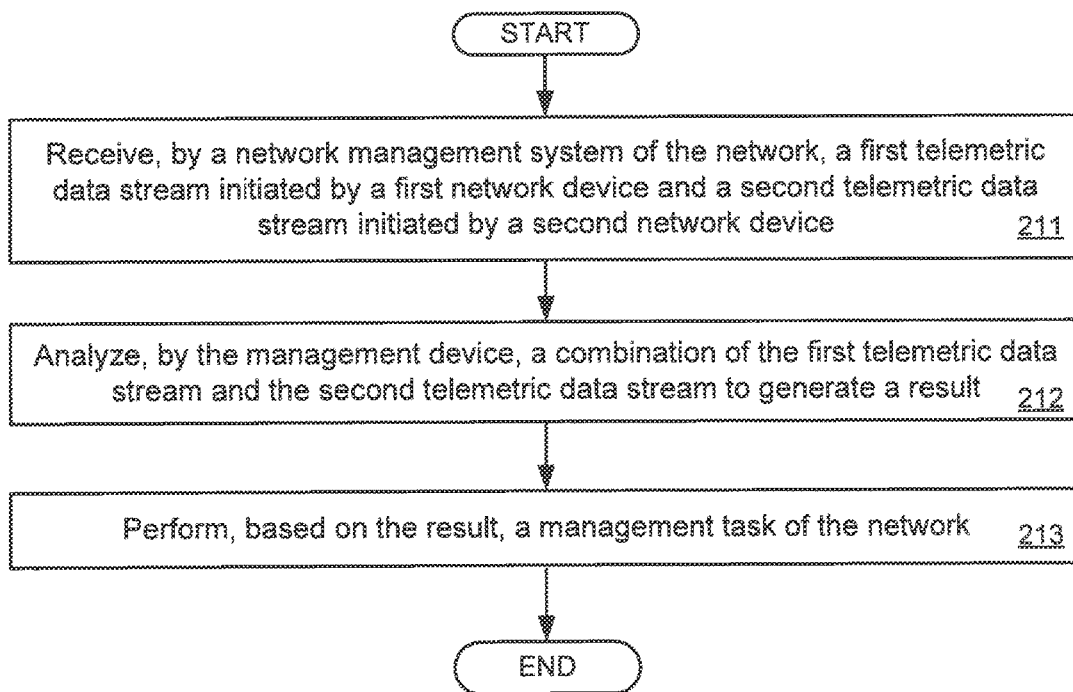 START
Receive, by a network management system of the network, a first telemetric
data stream initiated by a first network device and a second telemetric data
stream initiated by a second network device
211
Analyze, by the management device, a combination of the first telemetric data
stream and the second telemetric data stream to generate a result
212
Perform, based on the result, a management task of the network
213
END